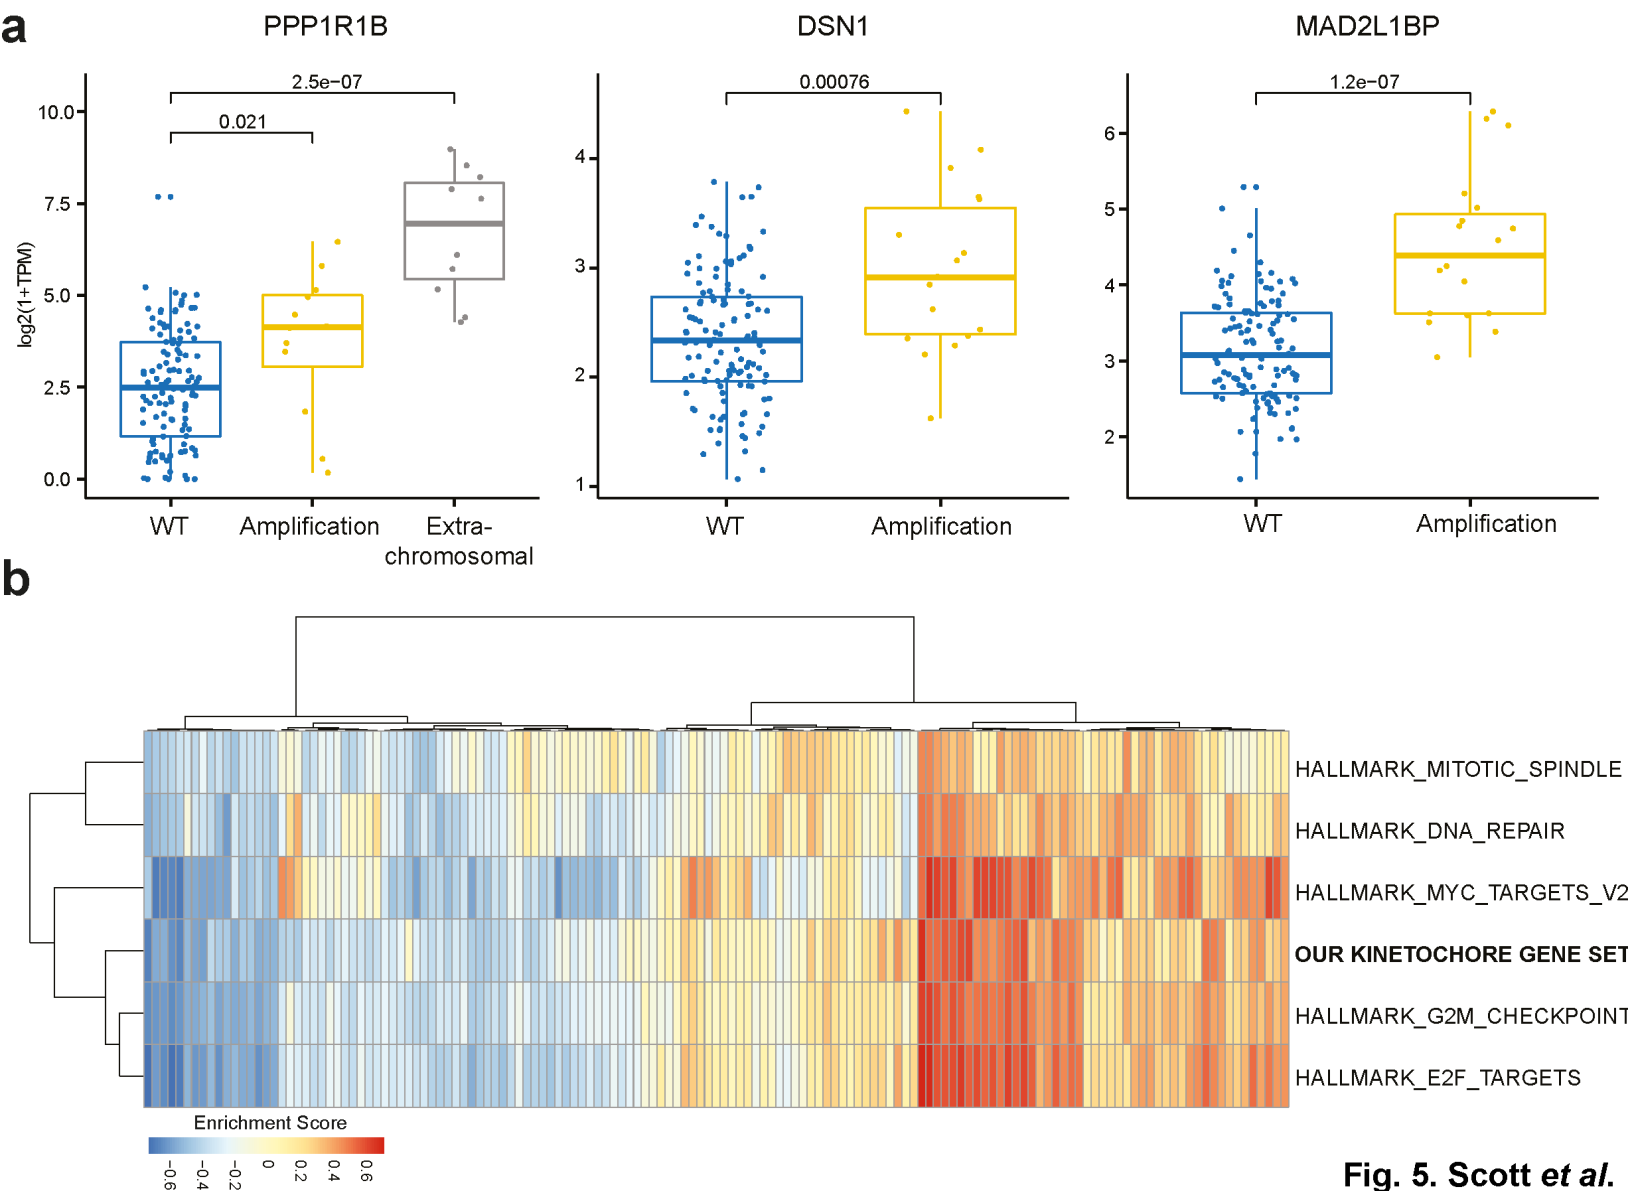 a
PPP1R1B
DSN1
MAD2L1BP
2.5e−07
0.021
0.00076
1.2e−07
log2(1+TPM)
10.0
7.5
5.0
2.5
0.0
4
3
2
1
6
5
4
3
2
WT
Amplification
Extra-
chromosomal
WT
Amplification
WT
Amplification
b
HALLMARK_MITOTIC_SPINDLE
HALLMARK_DNA_REPAIR
HALLMARK_MYC_TARGETS_V2
OUR KINETOCHORE GENE SET
HALLMARK_G2M_CHECKPOINT
HALLMARK_E2F_TARGETS
Enrichment Score
−0.6
−0.4
−0.2
0
0.2
0.4
0.6
Fig. 5. Scott et al.